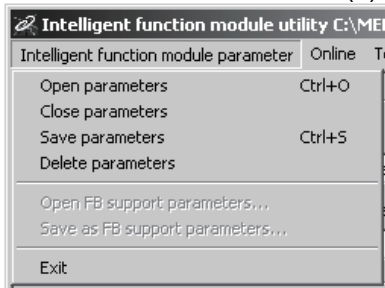 Intelligent function module utility C:\ME
Intelligent function module parameter Online
Open parameters Ctrl+O
Close parameters
Save parameters Ctrl+S
Delete parameters
Open FB support parameters...
Save as FB support parameters...
Exit